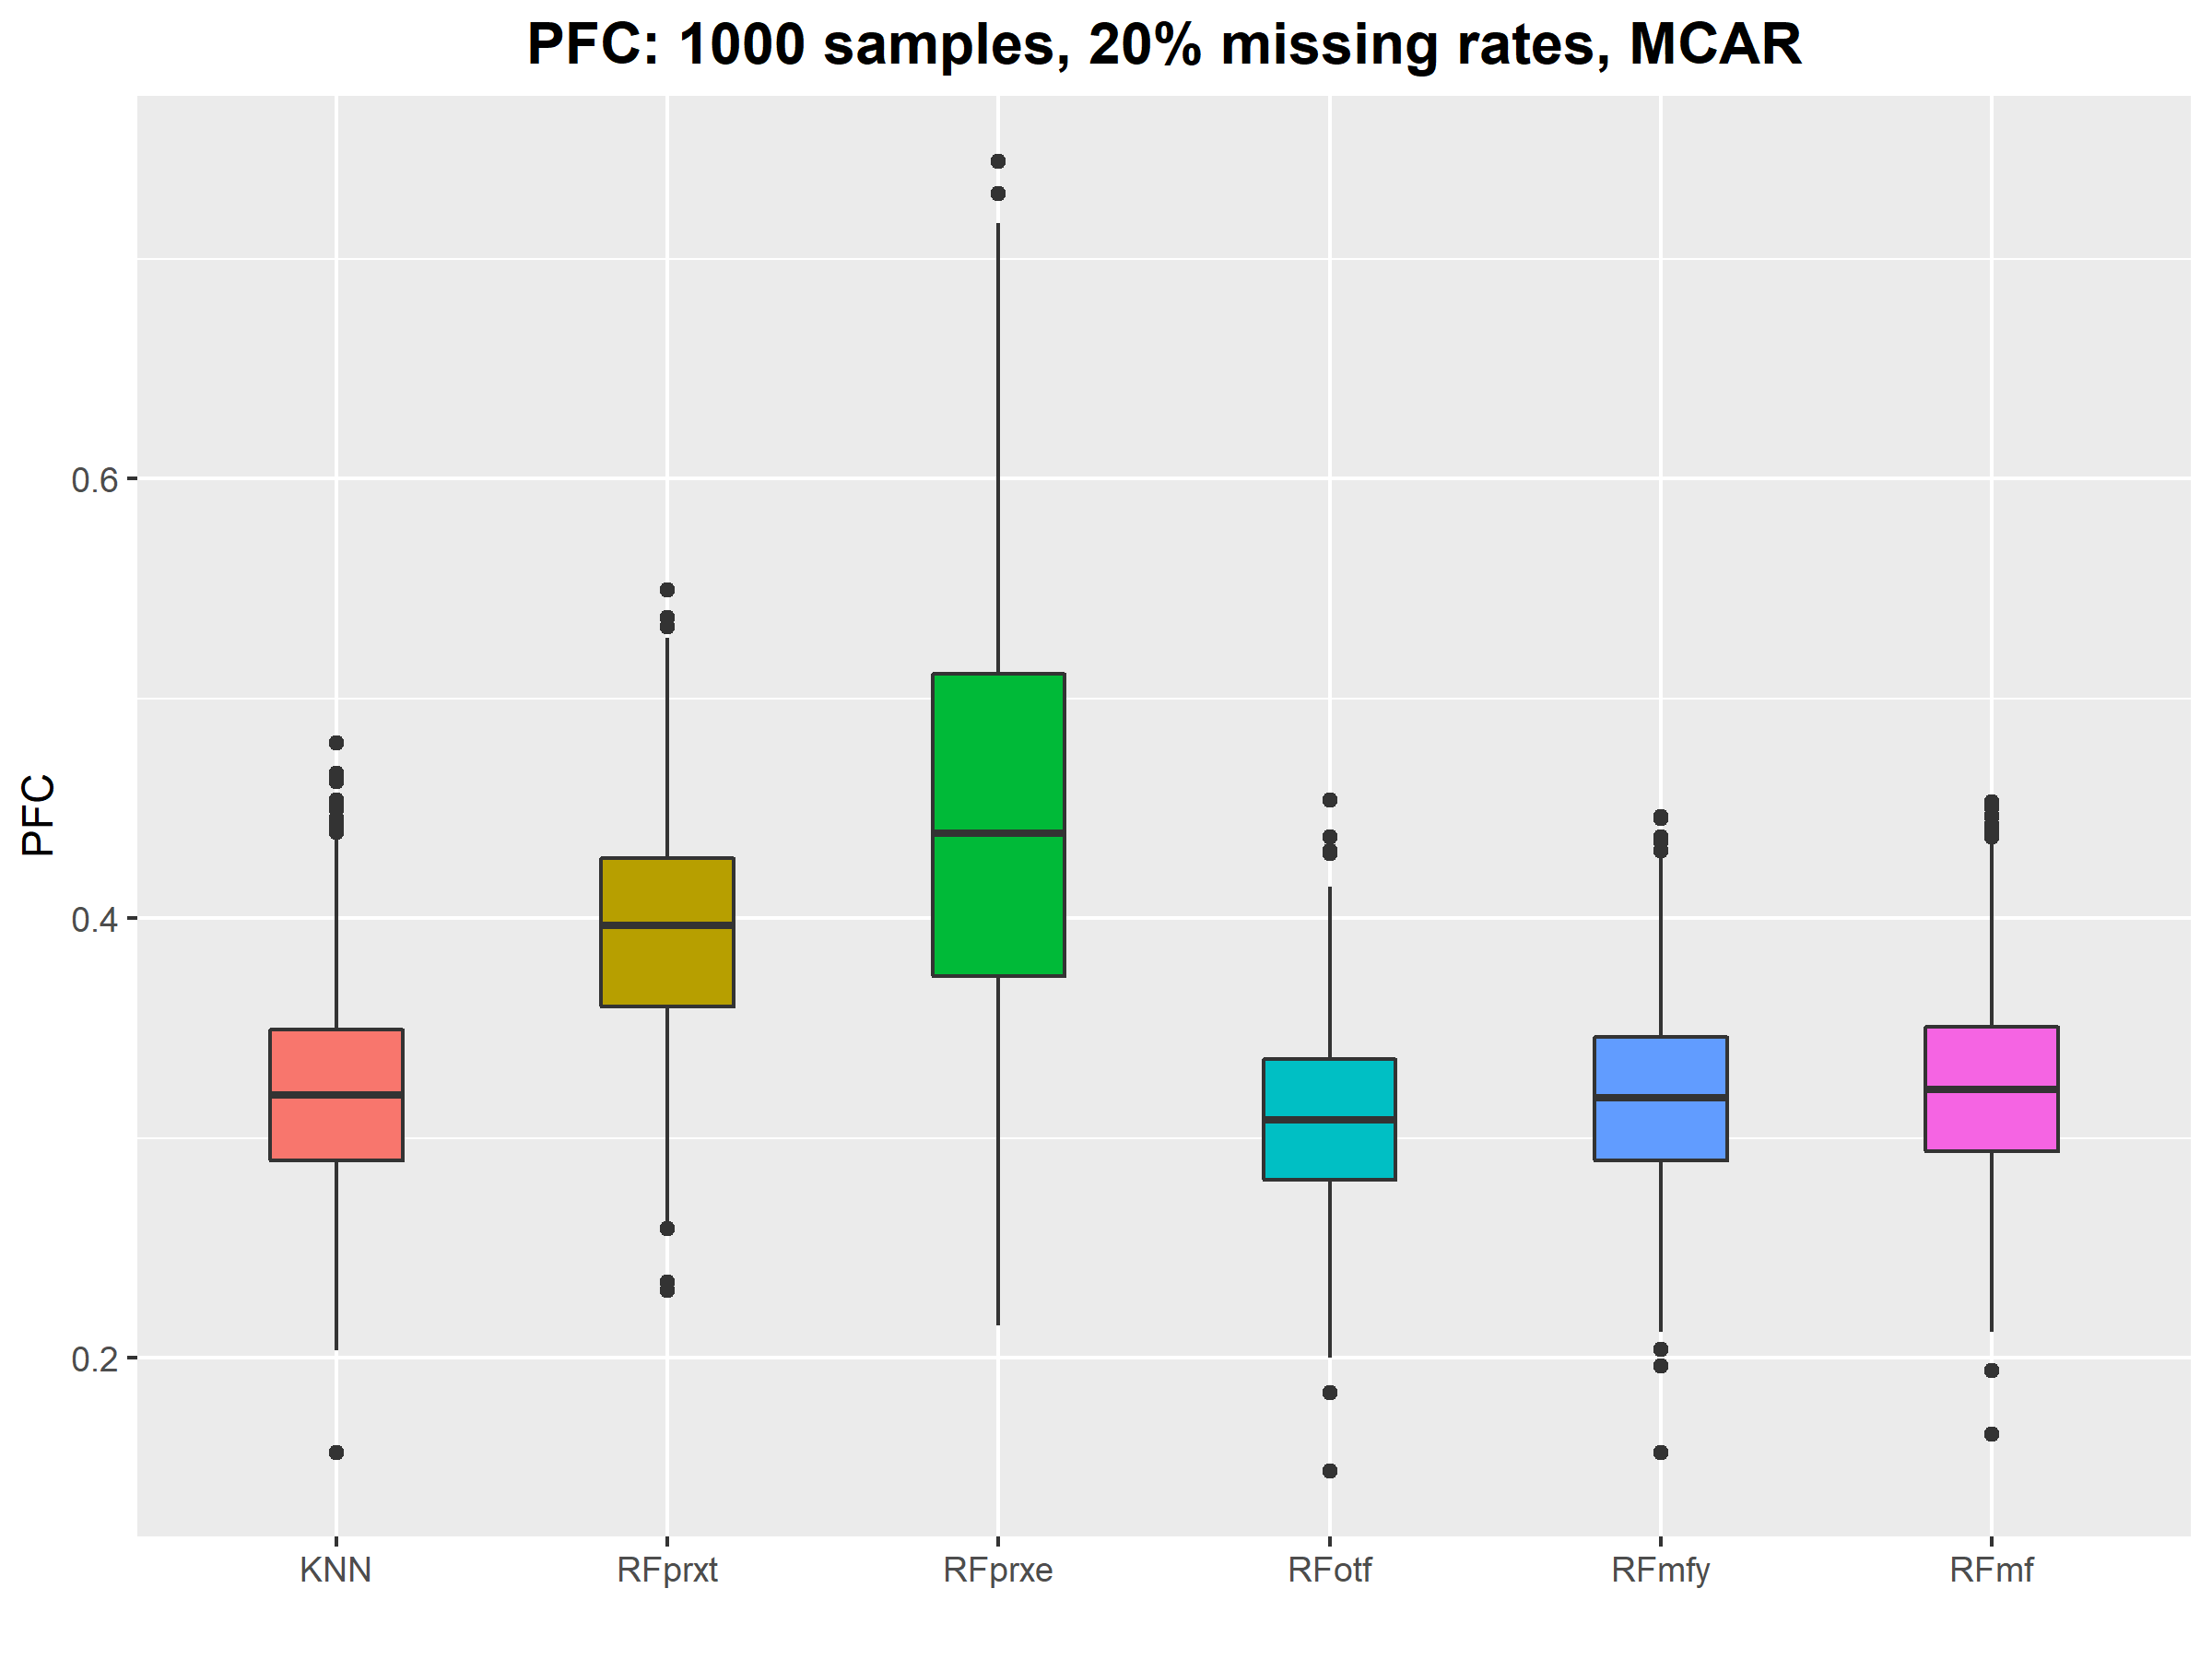 PFC: 1000 samples, 20% missing rates, MCAR
PFC
0.6
0.4
0.2
KNN RFprxt RFprxe RFotf RFmfy RFmf